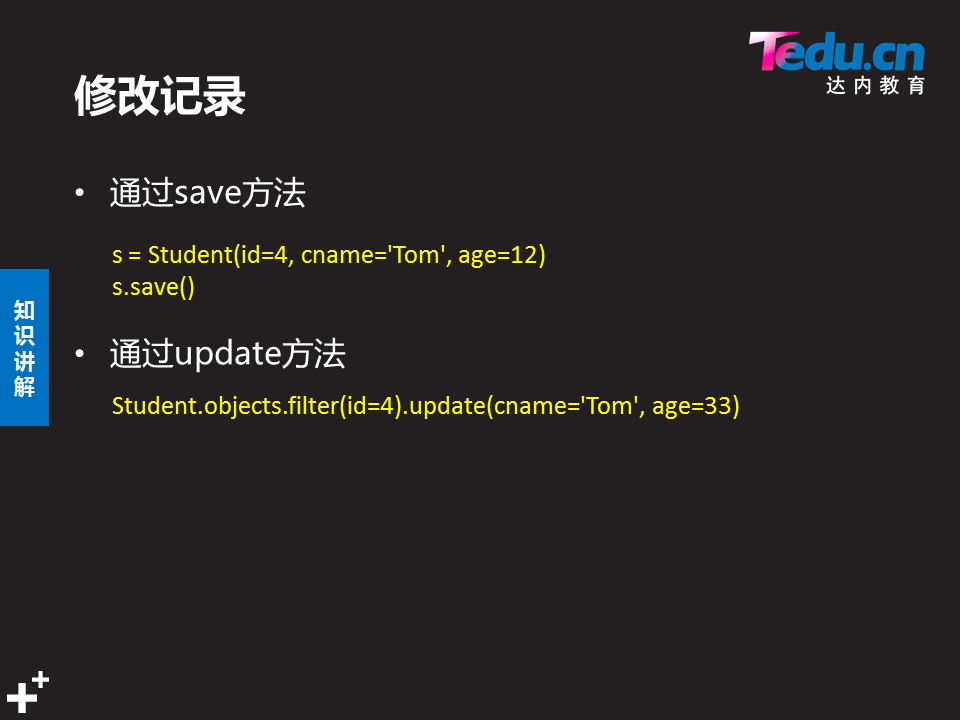 Tedu.cn
达内教育
修改记录
• 通过save方法
s = Student(id=4, cname='Tom', age=12)
s.save()
知识讲解
• 通过update方法
Student.objects.filter(id=4).update(cname='Tom', age=33)